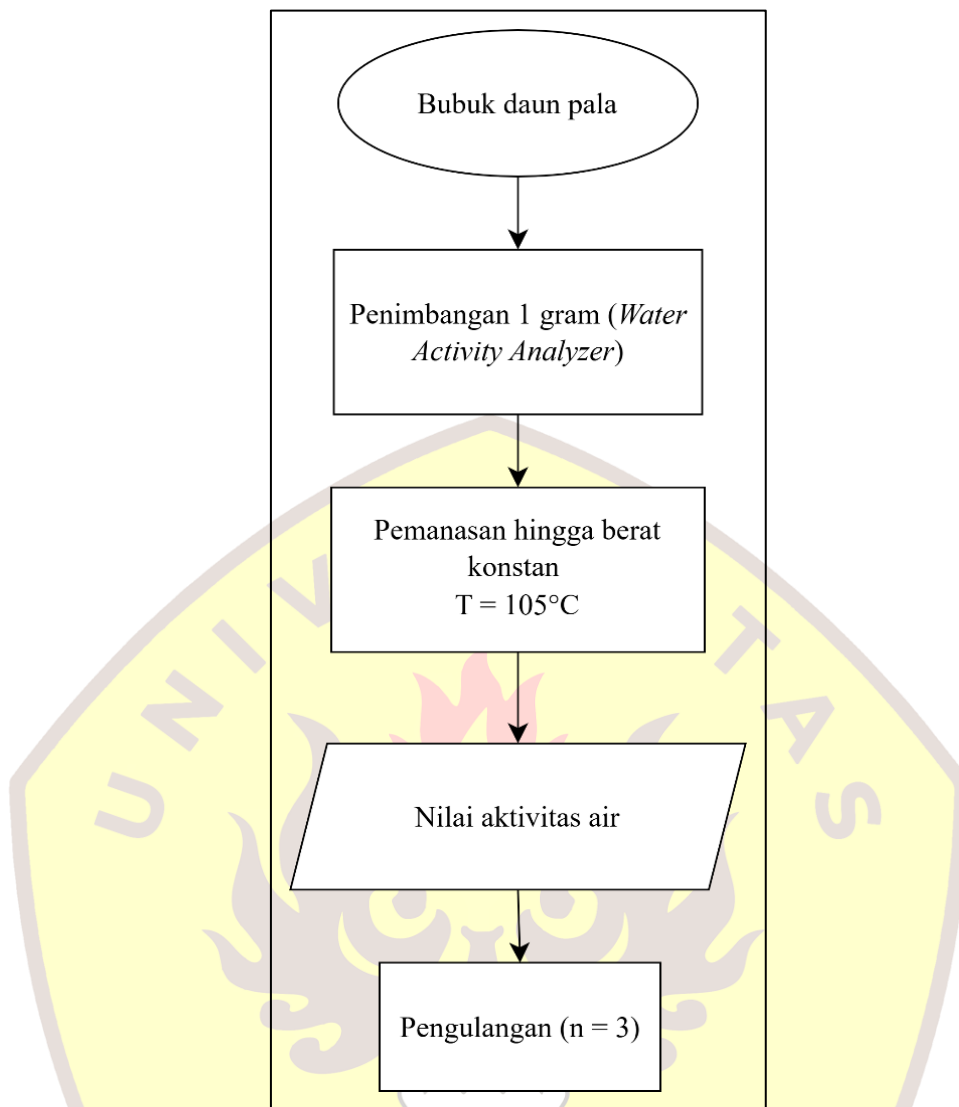 Bubuk daun pala
Penimbangan 1 gram (Water
Activity Analyzer)
Pemanasan hingga berat
konstan
T = 105°C
Nilai aktivitas air
Pengulangan (n = 3)
U N I V T A S